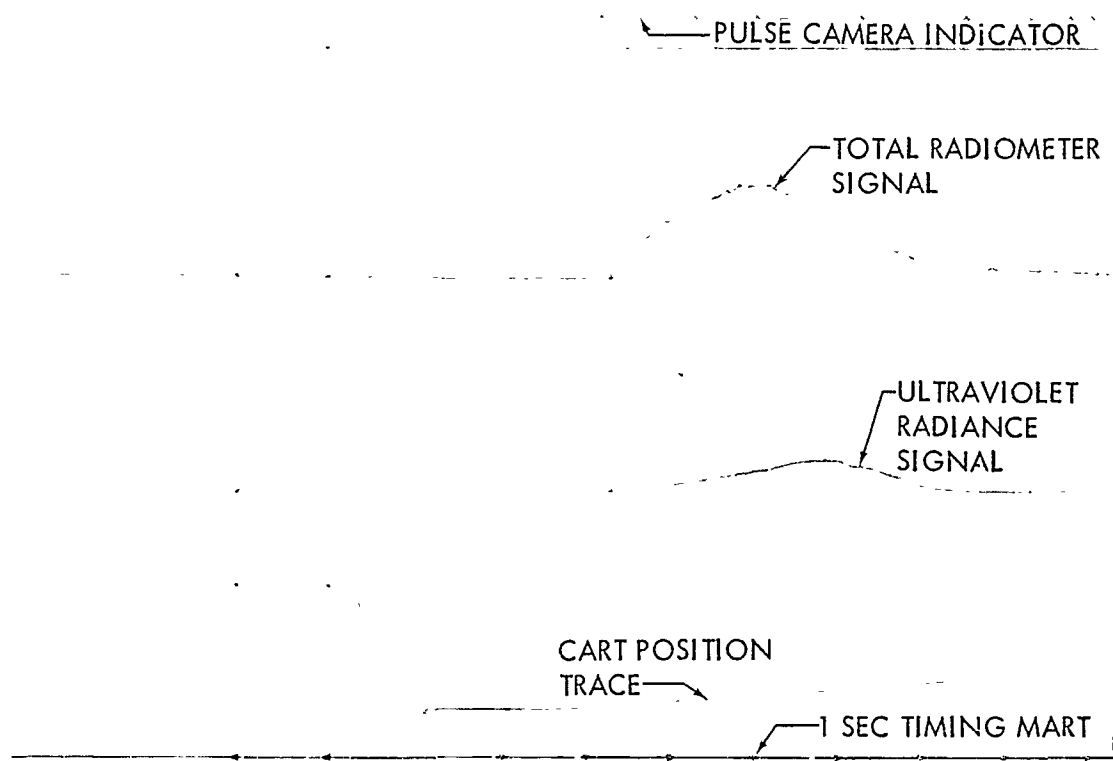 PULSE CAMERA INDiCATOR
TOTAL RADIOMETER
SIGNAL
ULTRAVIOLET
RADIANCE
SIGNAL
CART POSITION
TRACE
1 SEC TIMING MART